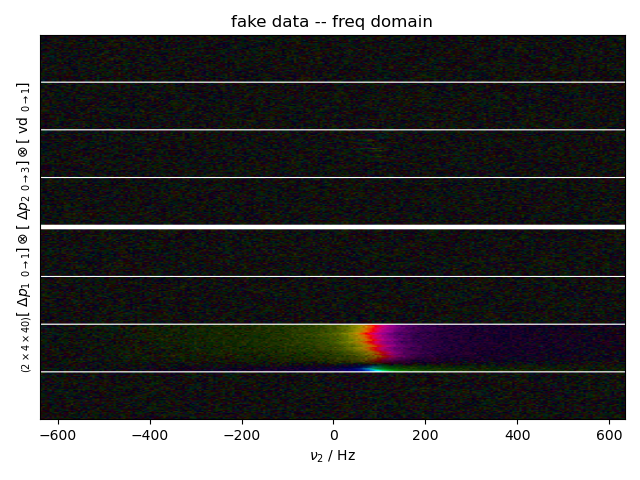 fake data -- freq domain
(2 × 4 × 40)[ Δp1 0→1] ⊗ [ Δp2 0→3] ⊗ [ vd 0→1]
−600 −400 −200 0 200 400 600
ν2 / Hz